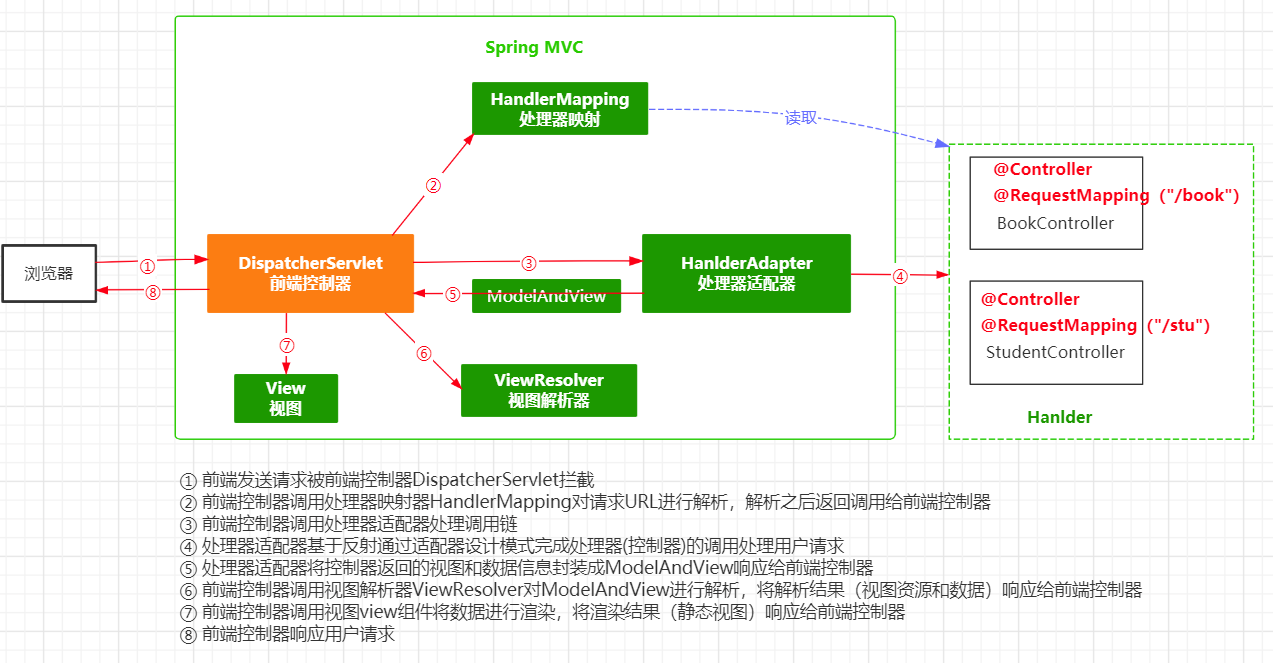 Spring MVC
HandlerMapping
处理器映射
读取
@Controller
@RequestMapping（"/book"）
BookController
②
浏览器
①
⑧
DispatcherServlet
前端控制器
③
⑤
ModelAndView
HanlderAdapter
处理器适配器
④
@Controller
@RequestMapping（"/stu"）
StudentController
⑦
⑥
View
视图
ViewResolver
视图解析器
Hanlder
① 前端发送请求被前端控制器DispatcherServlet拦截
② 前端控制器调用处理器映射器HandlerMapping对请求URL进行解析，解析之后返回调用给前端控制器
③ 前端控制器调用处理器适配器处理调用链
④ 处理器适配器基于反射通过适配器设计模式完成处理器(控制器)的调用处理用户请求
⑤ 处理器适配器将控制器返回的视图和数据信息封装成ModelAndView响应给前端控制器
⑥ 前端控制器调用视图解析器ViewResolver对ModelAndView进行解析，将解析结果（视图资源和数据）响应给前端控制器
⑦ 前端控制器调用视图view组件将数据进行渲染，将渲染结果（静态视图）响应给前端控制器
⑧ 前端控制器响应用户请求